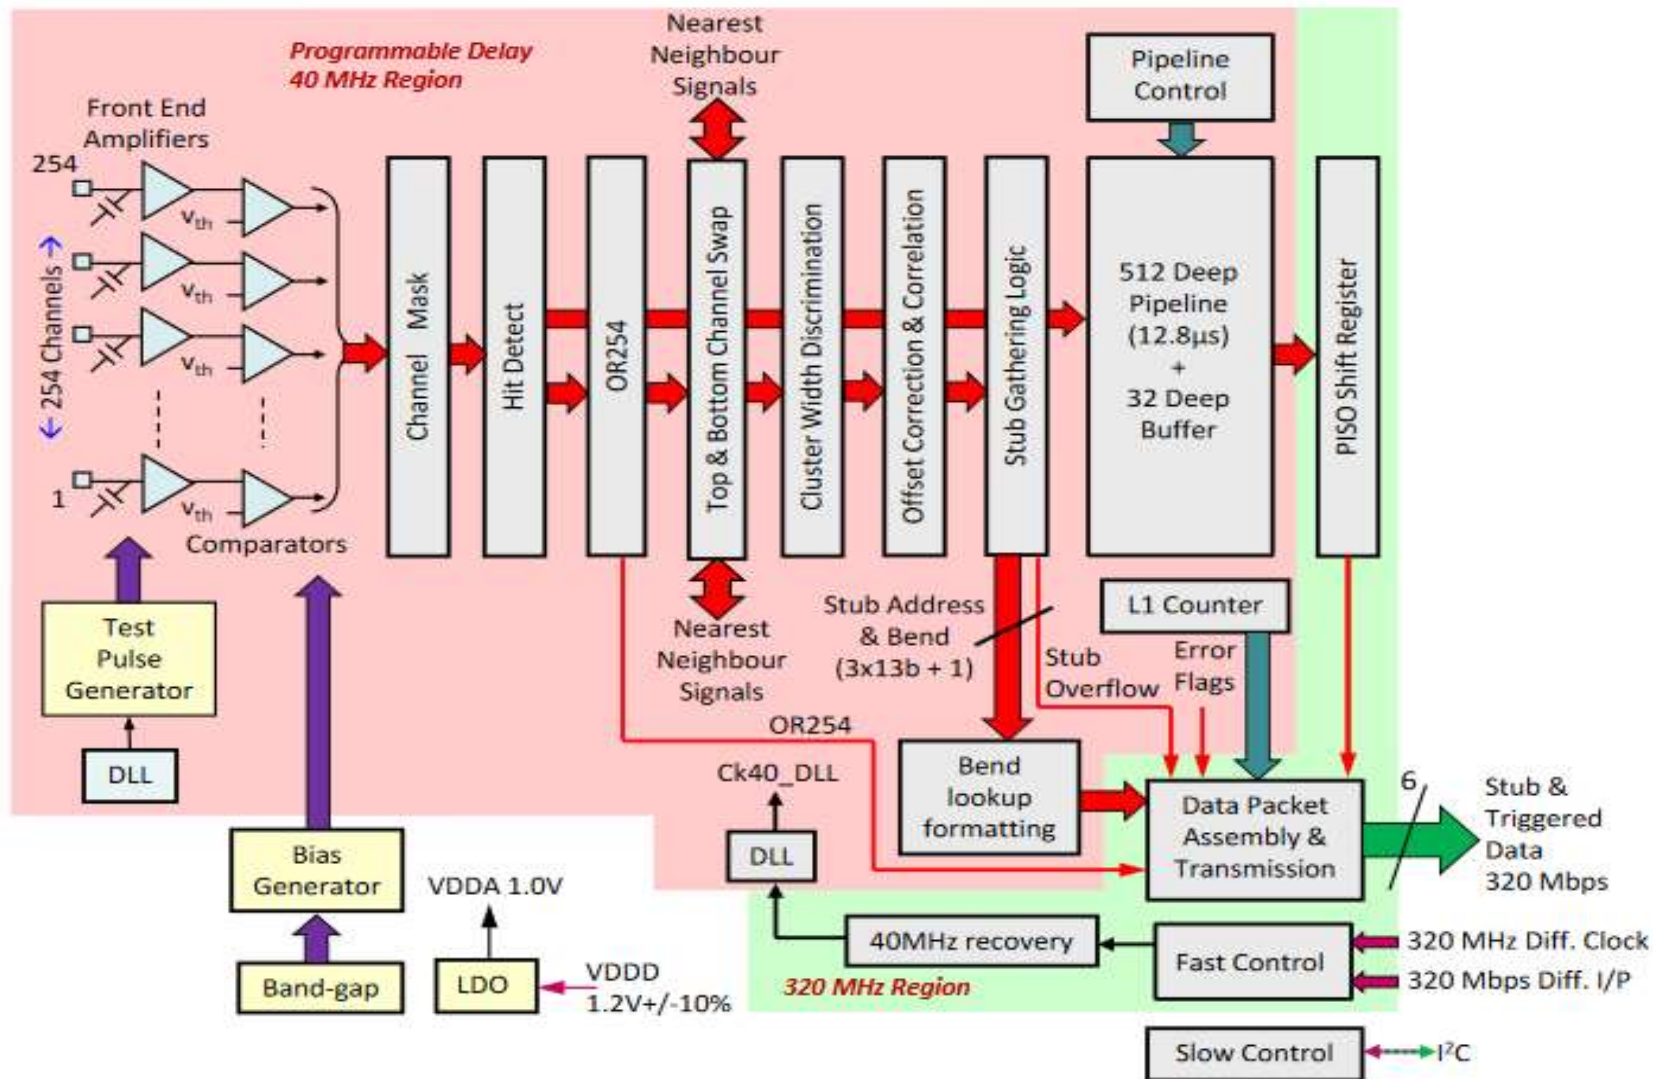 Programmable Delay
40 MHz Region
Nearest
Neighbour
Signals
Pipeline
Control
Front End
Amplifiers
254
Vth
Vth
Vth
Vth
← 254 Channels →
1
Comparators
Channel Mask
Hit Detect
OR254
Top & Bottom Channel Swap
Cluster Width Discrimination
Offset Correction & Correlation
Stub Gathering Logic
512 Deep
Pipeline
(12.8µs)
+
32 Deep
Buffer
PISO Shift Register
Test
Pulse
Generator
DLL
Nearest
Neighbour
Signals
Stub Address
& Bend
(3x13b + 1)
Stub
Overflow
Error
Flags
L1 Counter
OR254
Ck40_DLL
DLL
Bend
lookup
formatting
Data Packet
Assembly &
Transmission
6
Stub &
Triggered
Data
320 Mbps
Bias
Generator
Band-gap
VDDA 1.0V
LDO
VDDD
1.2V+/-10%
40MHz recovery
Fast Control
320 MHz Diff. Clock
320 Mbps Diff. I/P
320 MHz Region
Slow Control
I²C